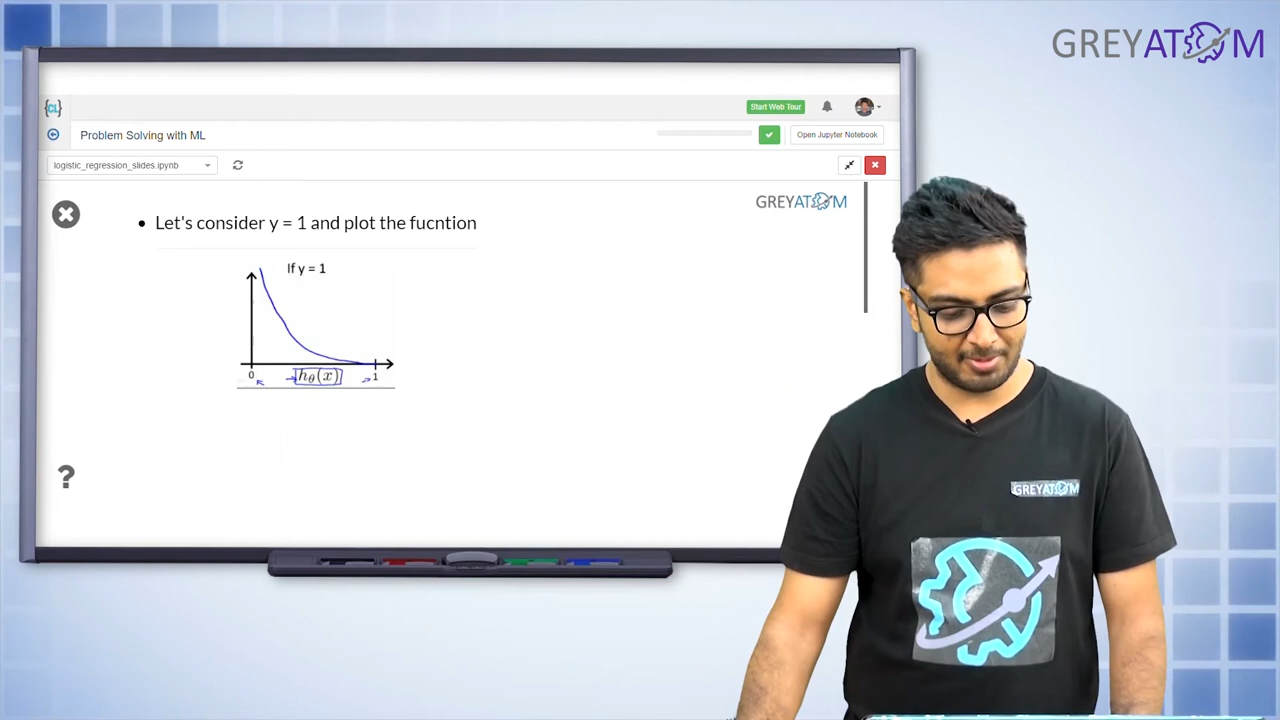 GREYATOM
{CL}
Start Web Tour
Problem Solving with ML
Open Jupyter Notebook
logistic_regression_slides.ipynb
GREYATOM
• Let's consider y = 1 and plot the fucntion
If y = 1
0 hθ(x) 1
?
GREYATOM